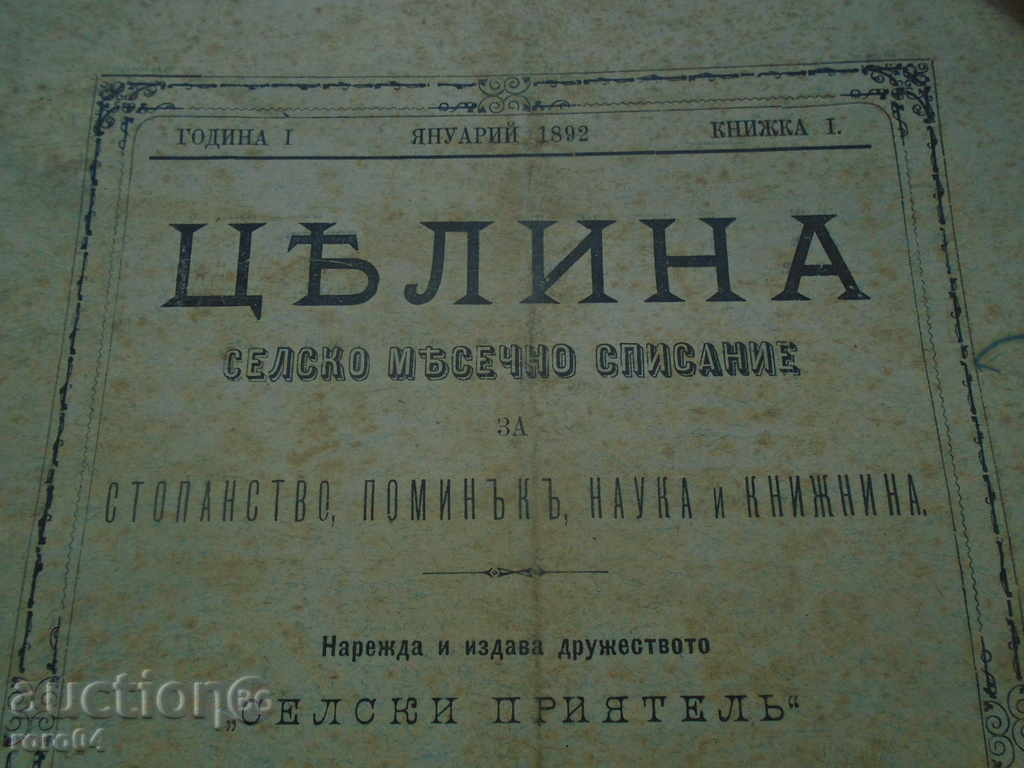 ГОДИНА I ЯНУАРИЙ 1892 КНИЖКА I.
ЦѢЛИНА
СЕЛСКО МѢСЕЧНО СПИСАНИЕ
ЗА
СТОПАНСТВО, ПОМИНЪКЪ, НАУКА И КНИЖНИНА.
Нарежда и издава дружеството
„СЕЛСКИ ПРИЯТЕЛЬ“
auction.BG
roro04